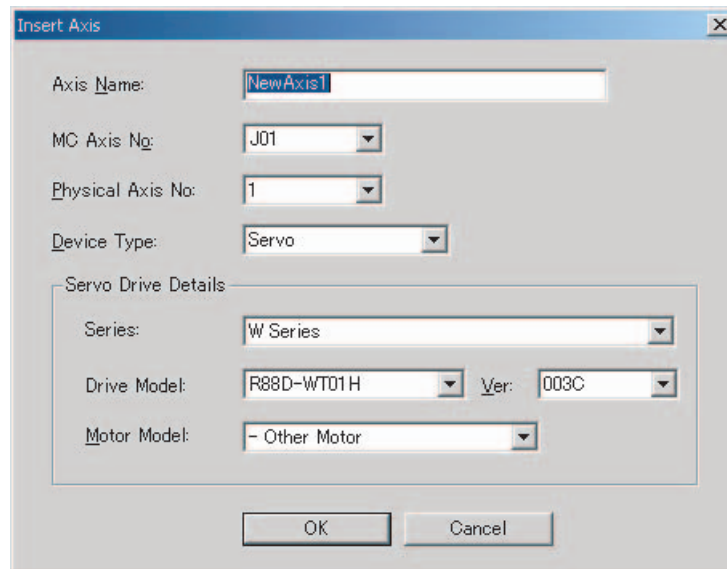 Insert Axis
Axis Name: NewAxis1
MC Axis No: J01
Physical Axis No: 1
Device Type: Servo
Servo Drive Details
Series: W Series
Drive Model: R88D-WT01H Ver: 003C
Motor Model: - Other Motor
OK Cancel